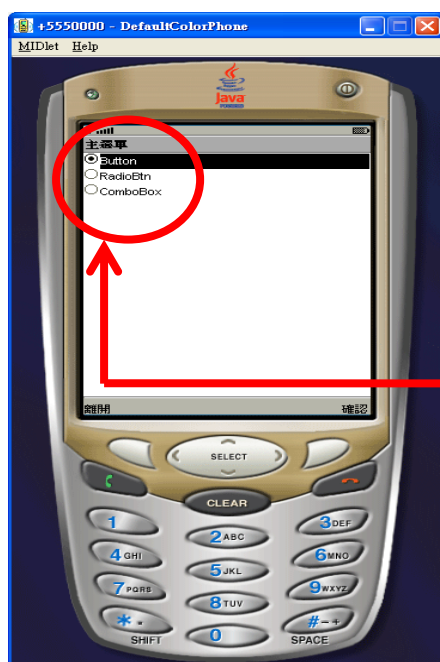 +5550000 - DefaultColorPhone
MIDlet Help
Java
主選單
Button
RadioBtn
ComboBox
離開 確認
SELECT
CLEAR
1 2 ABC 3 DEF
4 GHI 5 JKL 6 MNO
7 PQRS 8 TUV 9 WXYZ
* . 0 # - +
SHIFT SPACE